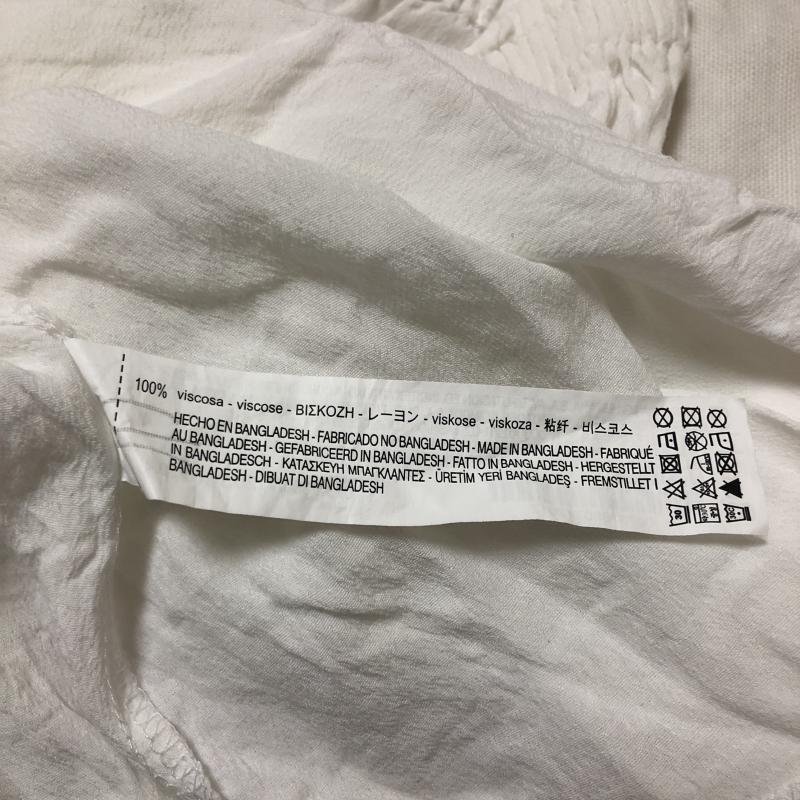 100% viscosa - viscose - ΒΙΣΚΟΖΗ - レーヨン - viskose - viskoza - 粘纤 - 비스코스
HECHO EN BANGLADESH - FABRICADO NO BANGLADESH - MADE IN BANGLADESH - FABRIQUÉ
AU BANGLADESH - GEFABRICEERD IN BANGLADESH - FATTO IN BANGLADESH - HERGESTELLT
IN BANGLADESCH - ΚΑΤΑΣΚΕΥΗ ΜΠΑΓΚΛΑΝΤΕΣ - ÜRETİM YERİ BANGLADEŞ - FREMSTILLET I
BANGLADESH - DIBUAT DI BANGLADESH
30